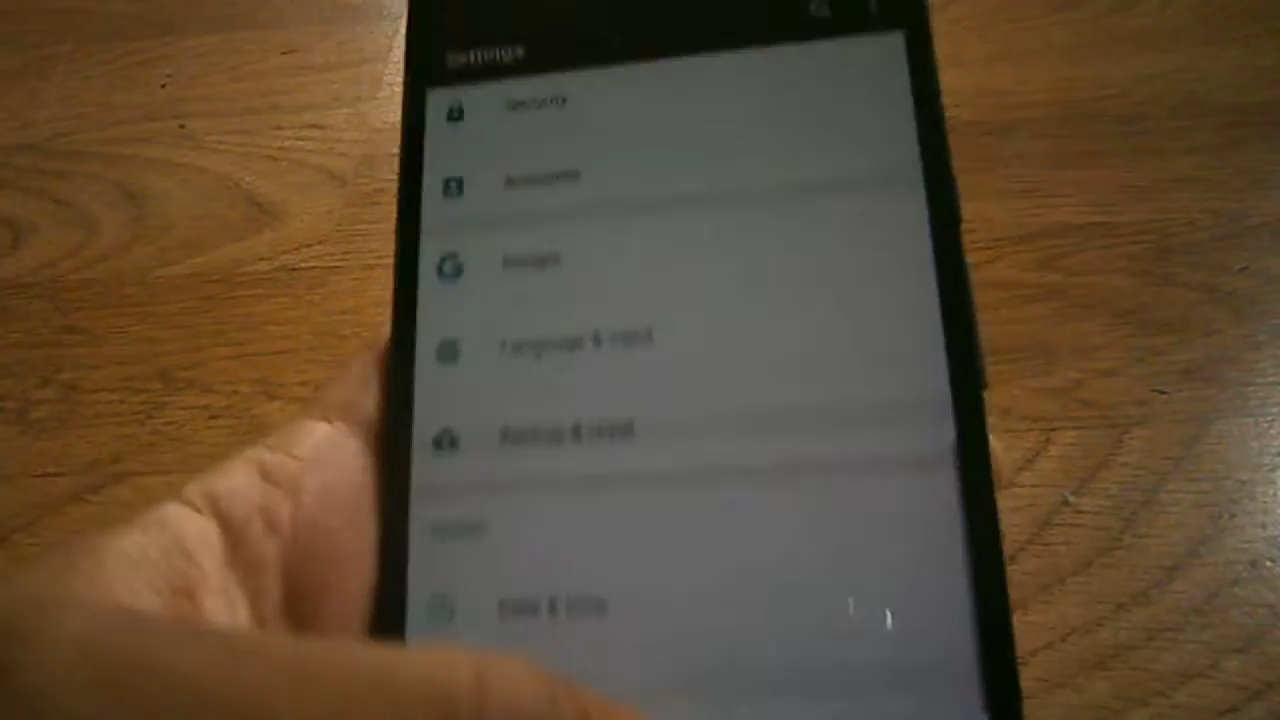 Settings
Security
Accounts
Google
Language & input
Backup & reset
Date & time